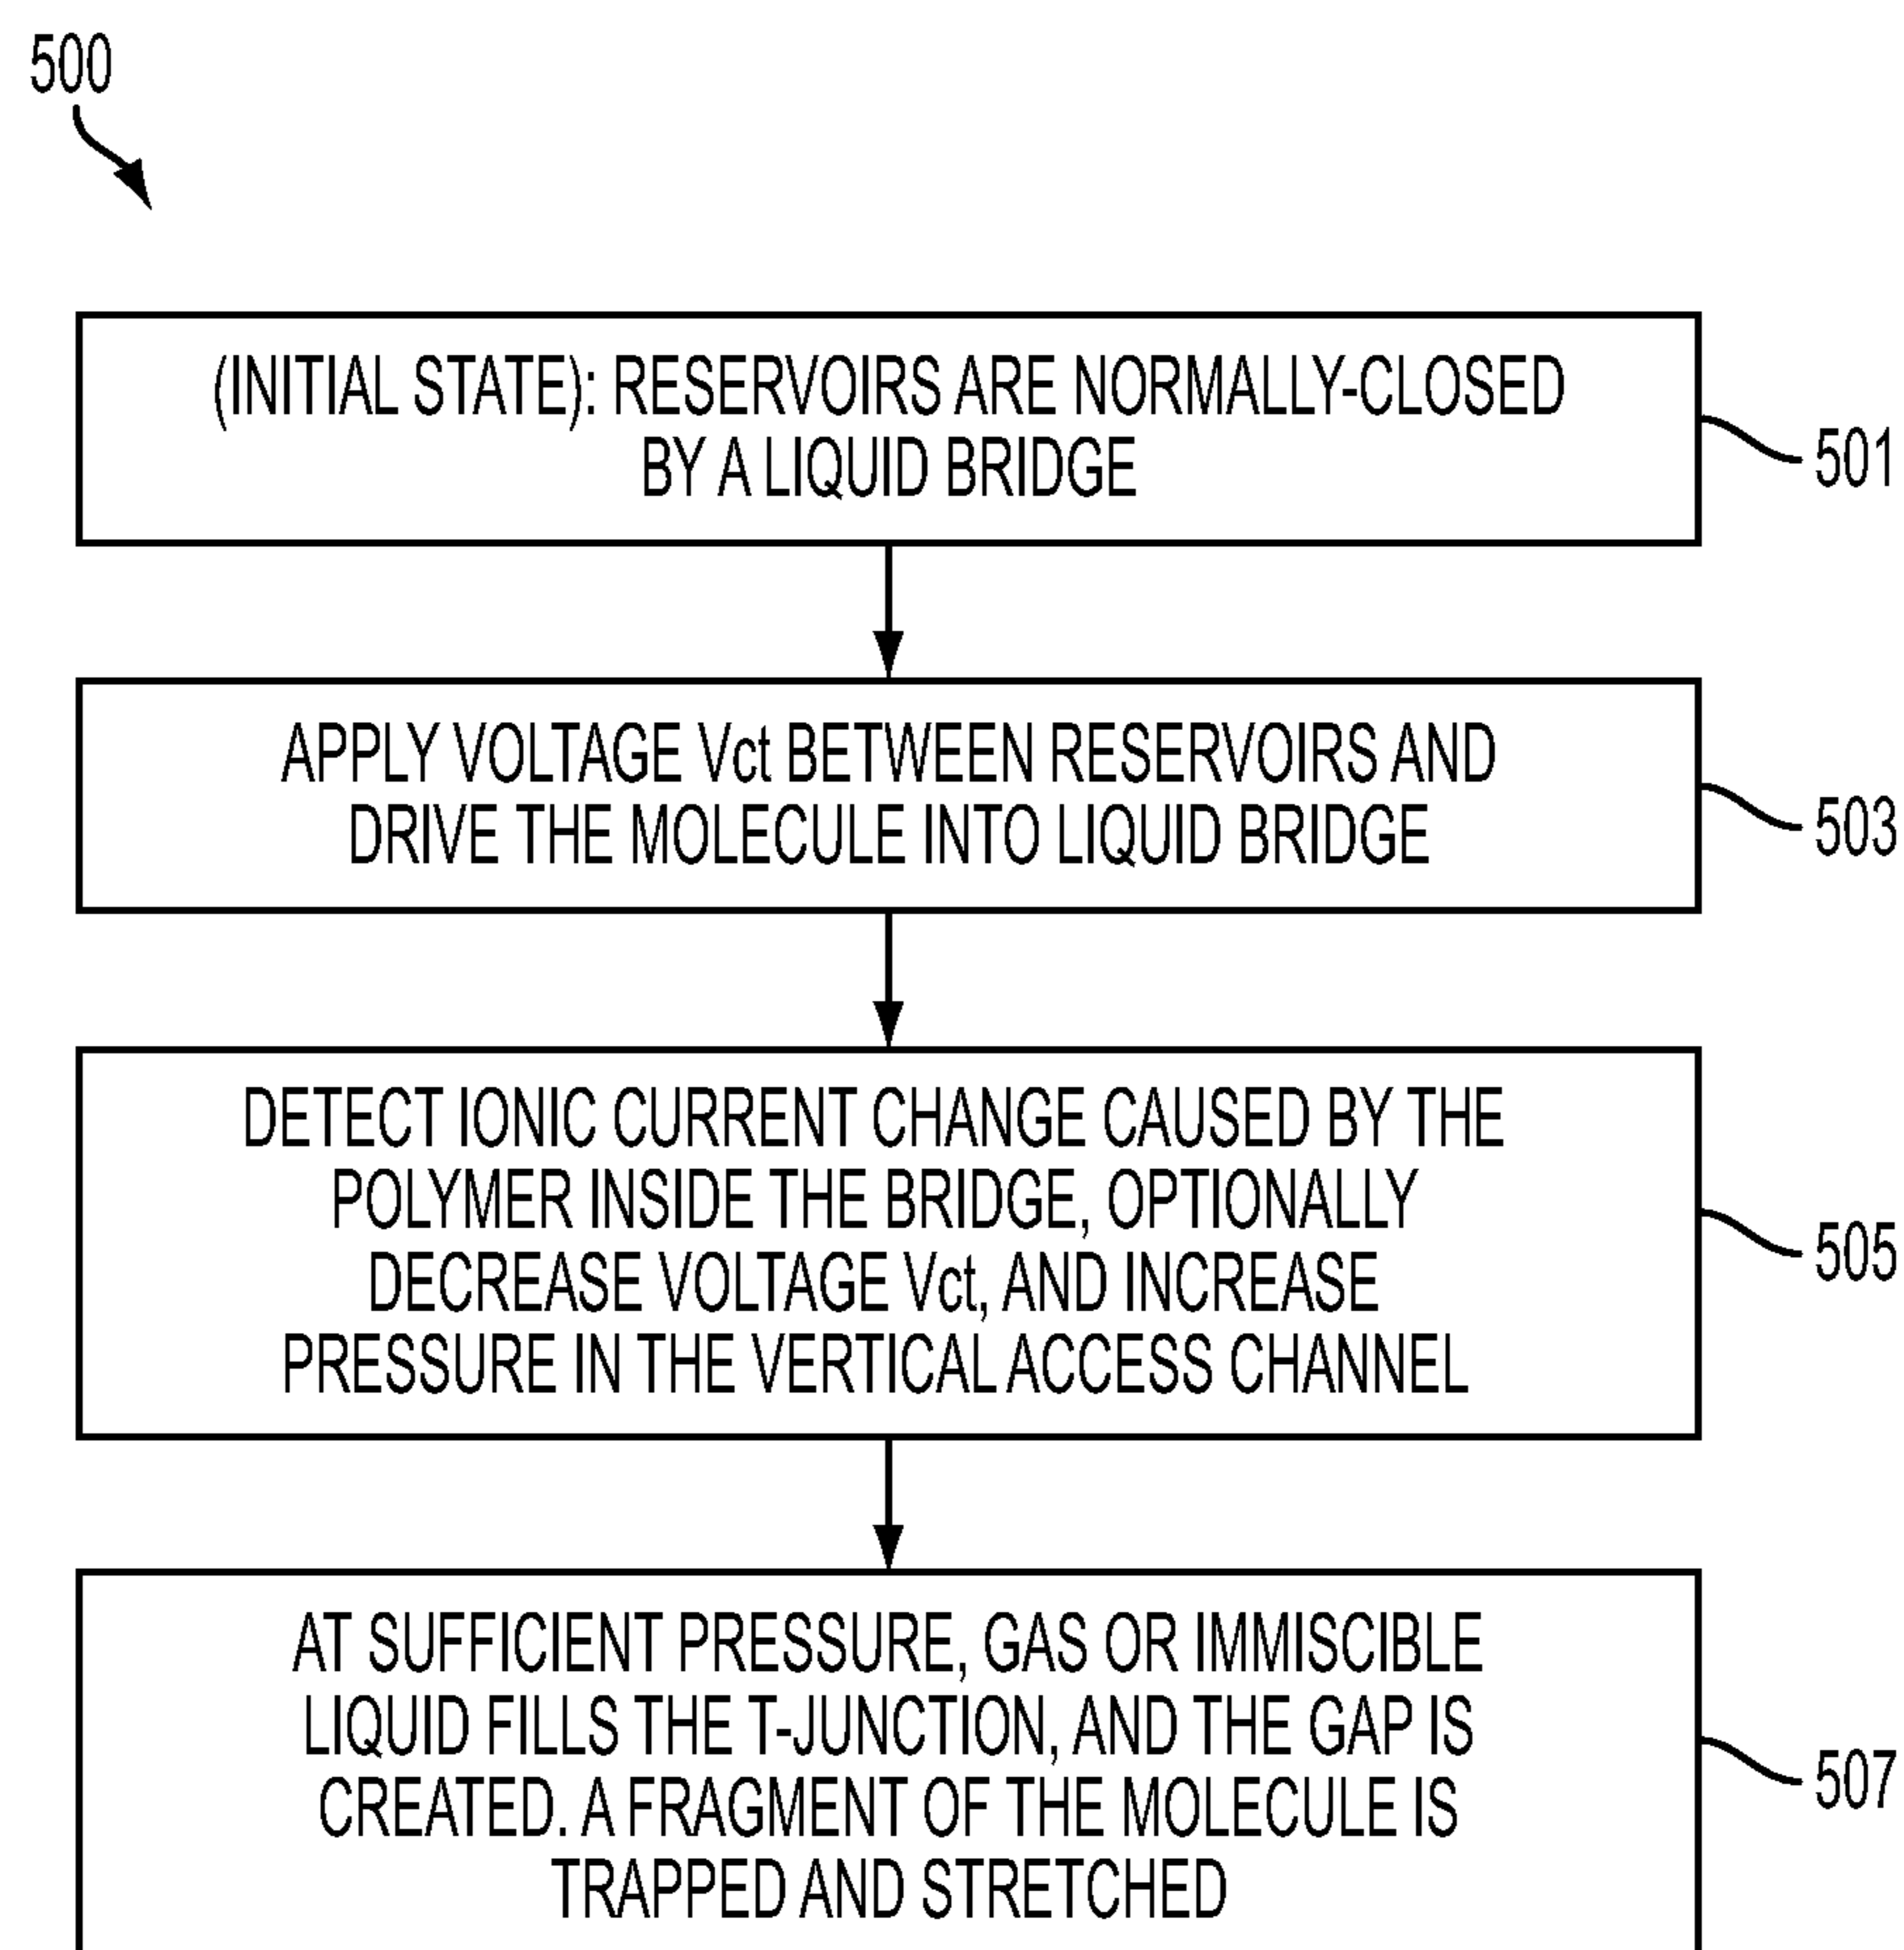 500
(INITIAL STATE): RESERVOIRS ARE NORMALLY-CLOSED
BY A LIQUID BRIDGE
501
APPLY VOLTAGE Vct BETWEEN RESERVOIRS AND
DRIVE THE MOLECULE INTO LIQUID BRIDGE
503
DETECT IONIC CURRENT CHANGE CAUSED BY THE
POLYMER INSIDE THE BRIDGE, OPTIONALLY
DECREASE VOLTAGE Vct, AND INCREASE
PRESSURE IN THE VERTICAL ACCESS CHANNEL
505
AT SUFFICIENT PRESSURE, GAS OR IMMISCIBLE
LIQUID FILLS THE T-JUNCTION, AND THE GAP IS
CREATED. A FRAGMENT OF THE MOLECULE IS
TRAPPED AND STRETCHED
507